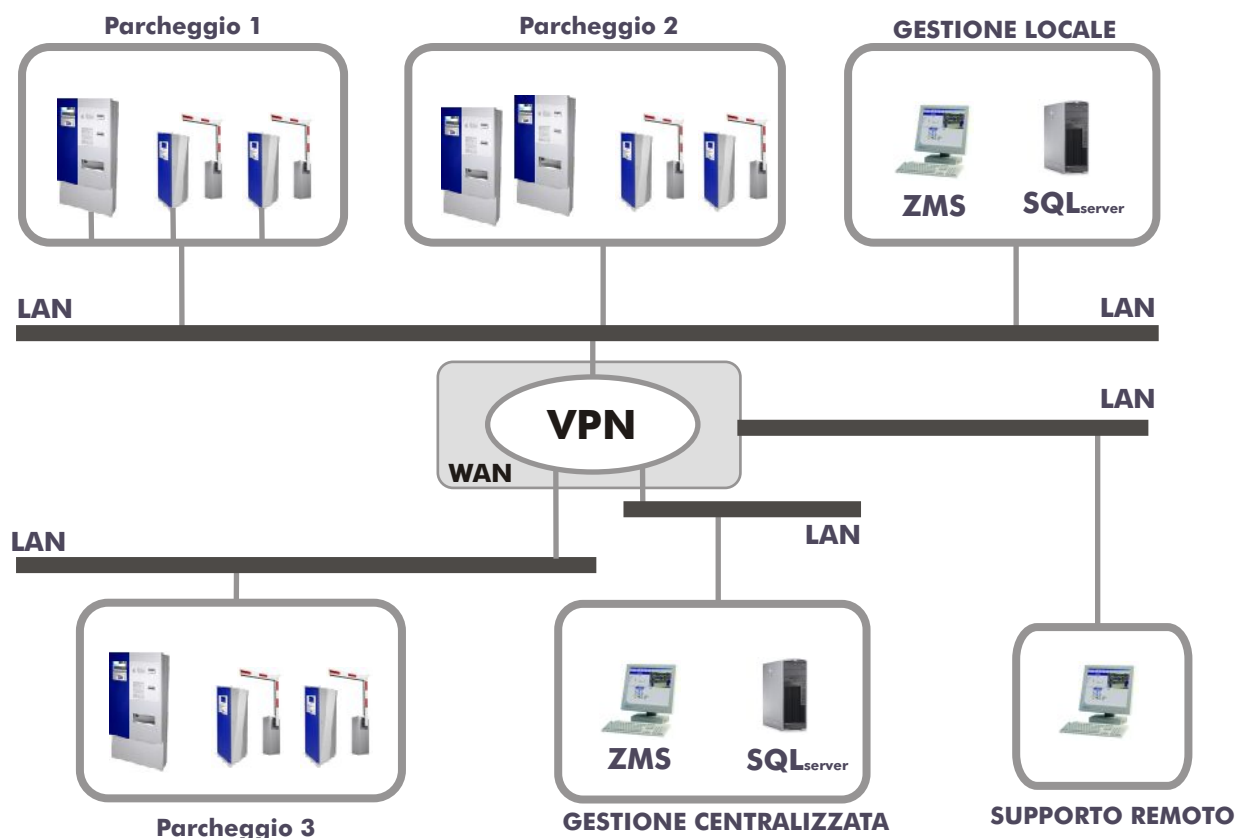 Parcheggio 1
Parcheggio 2
GESTIONE LOCALE
ZMS
SQLserver
LAN
LAN
LAN
VPN
WAN
LAN
LAN
ZMS
SQLserver
Parcheggio 3
GESTIONE CENTRALIZZATA
SUPPORTO REMOTO